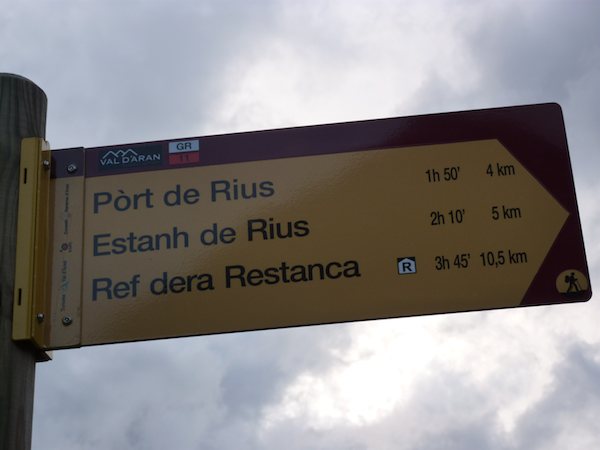 VAL D'ARAN
GR
11
Pòrt de Rius 1h 50' 4 km
Estanh de Rius 2h 10' 5 km
Ref dera Restanca R 3h 45' 10,5 km